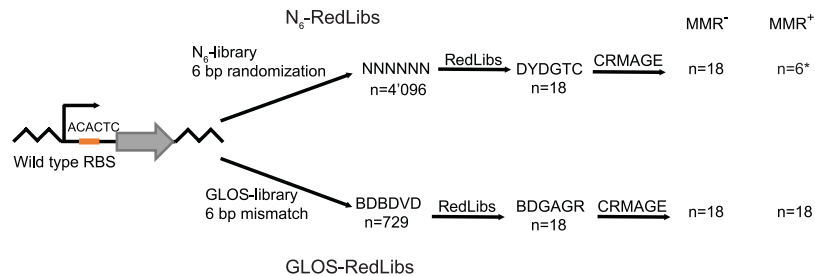 N₆-RedLibs
MMR⁻ MMR⁺
N₆-library
6 bp randomization
NNNNNN RedLibs DYDGTC CRMAGE n=18 n=6*
n=4'096 n=18
ACACTC
Wild type RBS
GLOS-library
6 bp mismatch
BDBDVD RedLibs BDGAGR CRMAGE n=18 n=18
n=729 n=18
GLOS-RedLibs